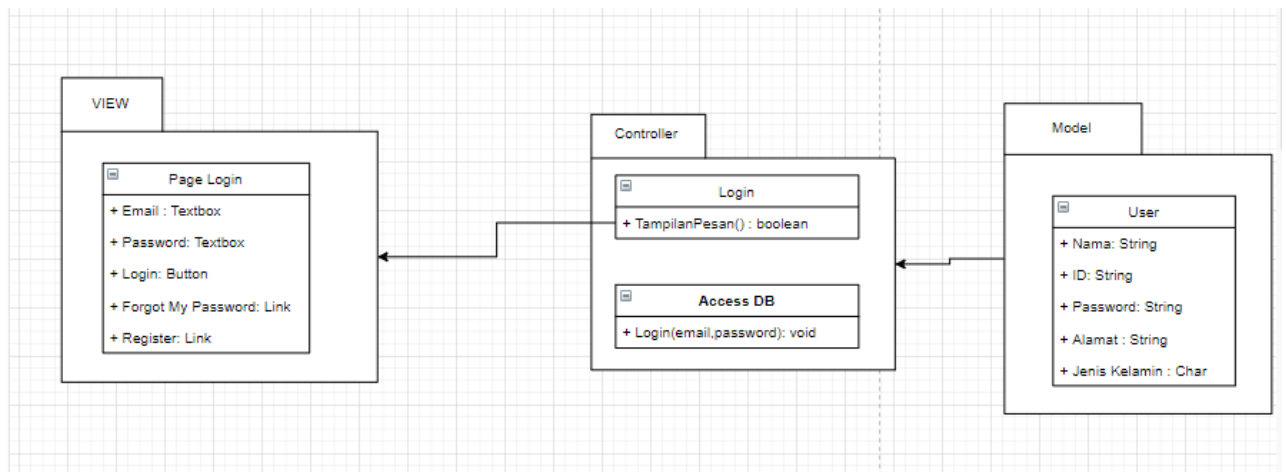 VIEW
Page Login
+ Email : Textbox
+ Password: Textbox
+ Login: Button
+ Forgot My Password: Link
+ Register: Link
Controller
Login
+ TampilanPesan() : boolean
Access DB
+ Login(email,password): void
Model
User
+ Nama: String
+ ID: String
+ Password: String
+ Alamat : String
+ Jenis Kelamin : Char